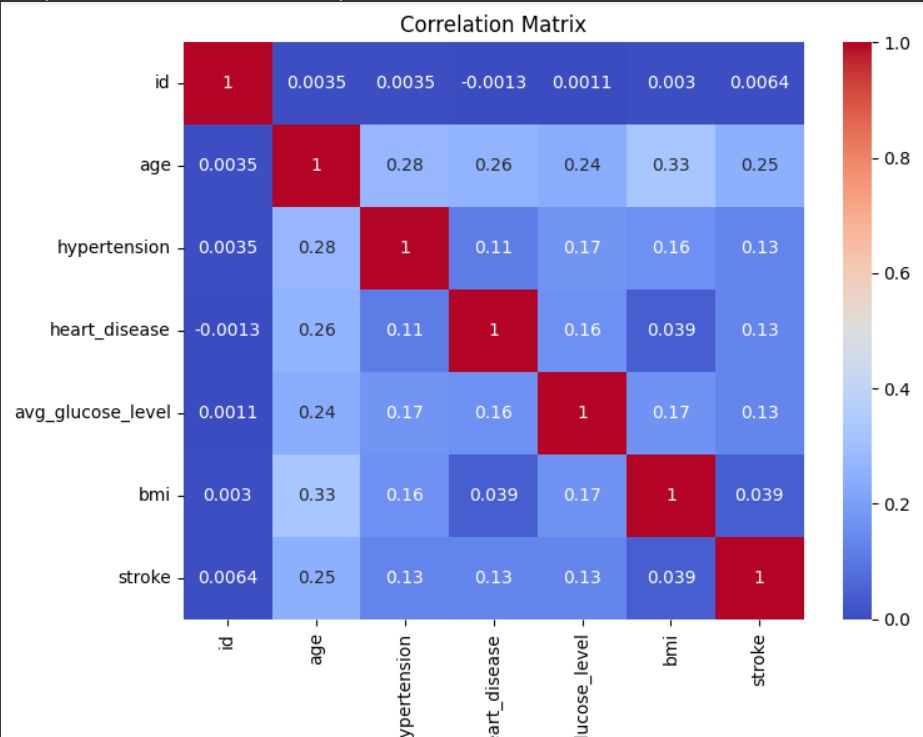 Correlation Matrix
id 1 0.0035 0.0035 -0.0013 0.0011 0.003 0.0064
age 0.0035 1 0.28 0.26 0.24 0.33 0.25
hypertension 0.0035 0.28 1 0.11 0.17 0.16 0.13
heart_disease -0.0013 0.26 0.11 1 0.16 0.039 0.13
avg_glucose_level 0.0011 0.24 0.17 0.16 1 0.17 0.13
bmi 0.003 0.33 0.16 0.039 0.17 1 0.039
stroke 0.0064 0.25 0.13 0.13 0.13 0.039 1
id
age
ypertension
art_disease
lucose_level
bmi
stroke
1.0
0.8
0.6
0.4
0.2
0.0